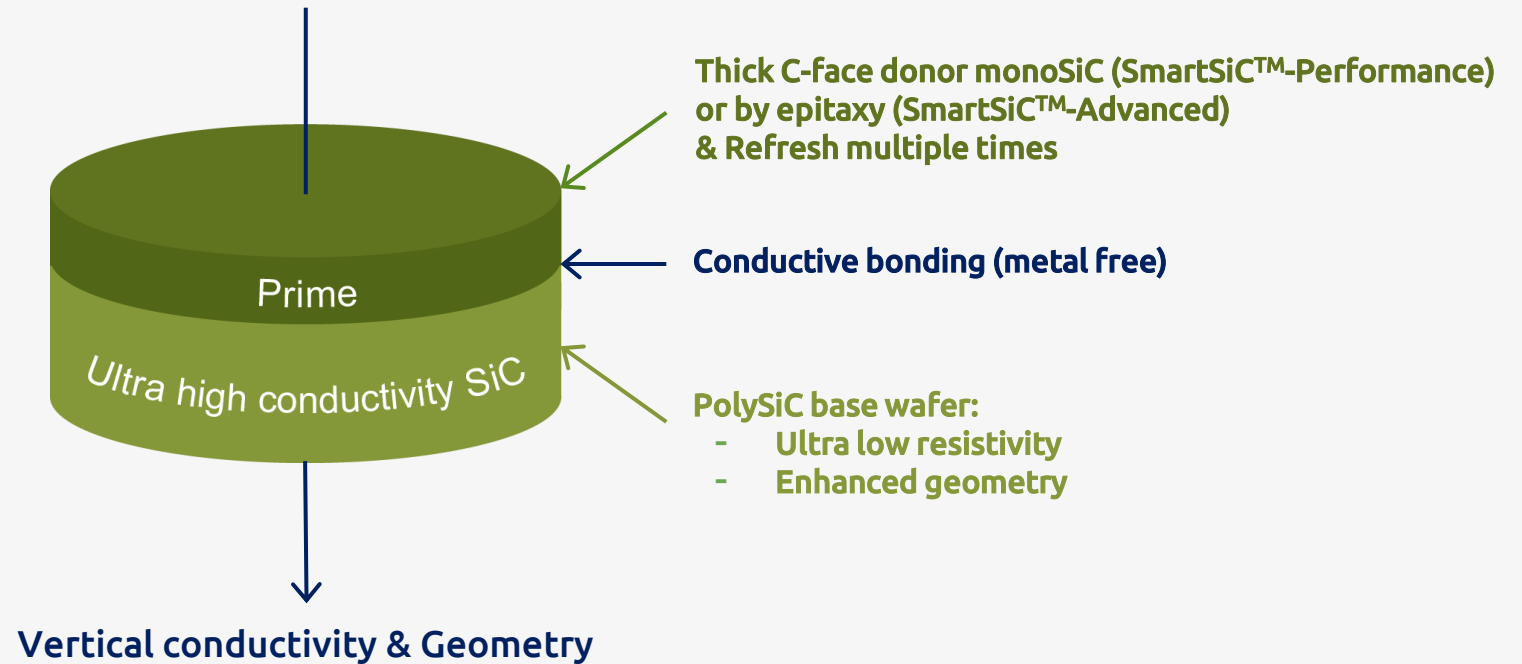 Thick C-face donor monoSiC (SmartSiC™-Performance)
or by epitaxy (SmartSiC™-Advanced)
& Refresh multiple times
Conductive bonding (metal free)
Prime
Ultra high conductivity SiC
PolySiC base wafer:
- Ultra low resistivity
- Enhanced geometry
Vertical conductivity & Geometry